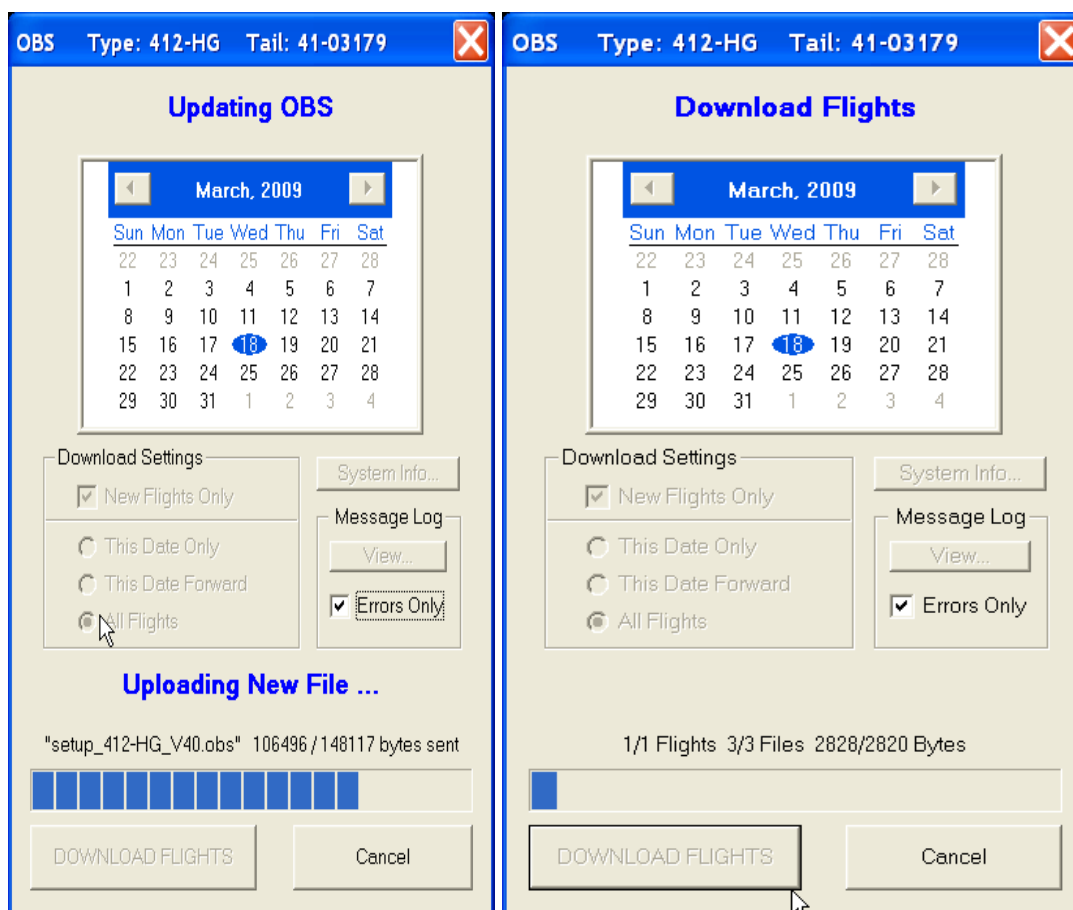 OBS Type: 412-HG Tail: 41-03179
Updating OBS
March, 2009
Sun Mon Tue Wed Thu Fri Sat
22 23 24 25 26 27 28
1 2 3 4 5 6 7
8 9 10 11 12 13 14
15 16 17 18 19 20 21
22 23 24 25 26 27 28
29 30 31 1 2 3 4
Download Settings
New Flights Only
This Date Only
This Date Forward
All Flights
System Info...
Message Log
View...
Errors Only
Uploading New File ...
"setup_412-HG_V40.obs" 106496 / 148117 bytes sent
DOWNLOAD FLIGHTS
Cancel
OBS Type: 412-HG Tail: 41-03179
Download Flights
March, 2009
Sun Mon Tue Wed Thu Fri Sat
22 23 24 25 26 27 28
1 2 3 4 5 6 7
8 9 10 11 12 13 14
15 16 17 18 19 20 21
22 23 24 25 26 27 28
29 30 31 1 2 3 4
Download Settings
New Flights Only
This Date Only
This Date Forward
All Flights
System Info...
Message Log
View...
Errors Only
1/1 Flights 3/3 Files 2828/2820 Bytes
DOWNLOAD FLIGHTS
Cancel